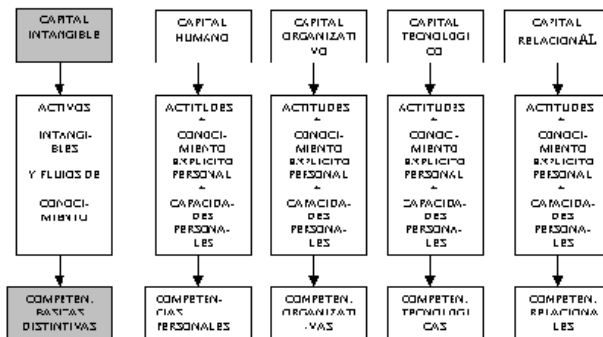 CAPITAL
INTANGIBLE
CAPITAL
HUMANO
CAPITAL
ORGANIZATI
VO
CAPITAL
TECNOLOGI
CO
CAPITAL
RELACIONAL
ACTIVOS
INTANGI-
BLES
Y FLUJOS DE
CONOCI-
MIENTO
ACTITUDES
+
CONOCI-
MIENTO
EXPLICITO
PERSONAL
+
CAPACIDA-
DES
PERSONA-
LES
ACTITUDES
+
CONOCI-
MIENTO
EXPLICITO
PERSONAL
+
CAPACIDA-
DES
PERSONA-
LES
ACTITUDES
+
CONOCI-
MIENTO
EXPLICITO
PERSONAL
+
CAPACIDA-
DES
PERSONA-
LES
ACTITUDES
+
CONOCI-
MIENTO
EXPLICITO
PERSONAL
+
CAPACIDA-
DES
PERSONA-
LES
COMPETEN.
BASICAS
DISTINTIVAS
COMPETEN-
CIAS
PERSONALES
COMPETEN.
ORGANIZATI
-VAS
COMPETEN.
TECNOLOGI
CAS
COMPETEN.
RELACIONA
LES